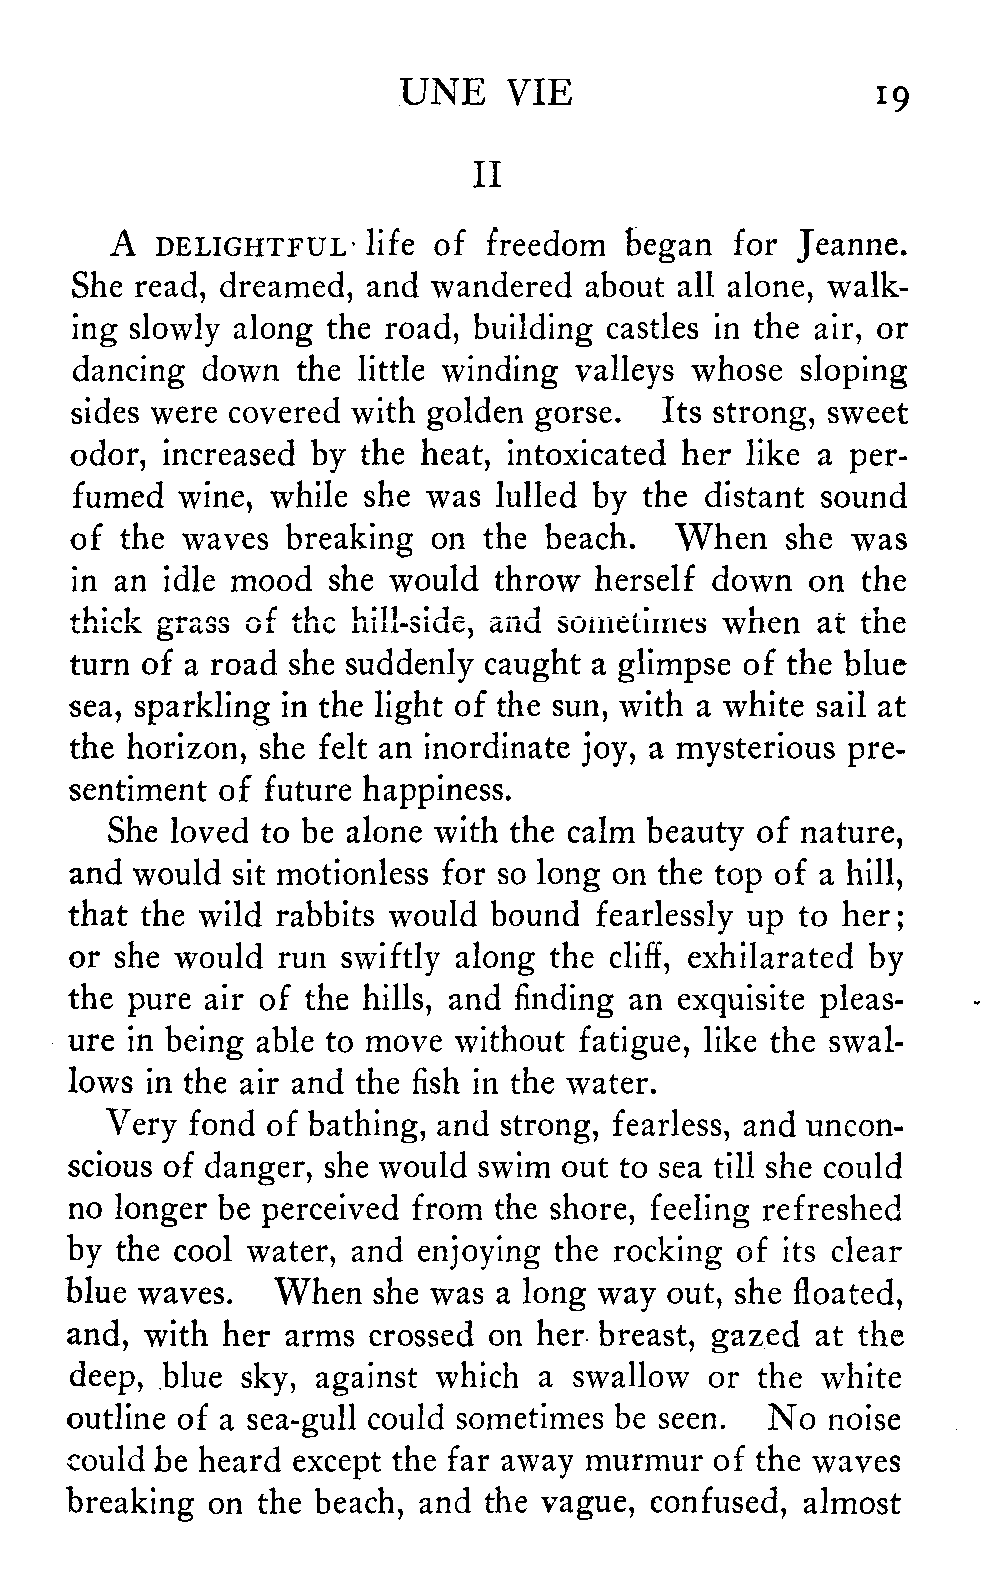 UNE VIE 19
II
A DELIGHTFUL life of freedom began for Jeanne.
She read, dreamed, and wandered about all alone, walk-
ing slowly along the road, building castles in the air, or
dancing down the little winding valleys whose sloping
sides were covered with golden gorse. Its strong, sweet
odor, increased by the heat, intoxicated her like a per-
fumed wine, while she was lulled by the distant sound
of the waves breaking on the beach. When she was
in an idle mood she would throw herself down on the
thick grass of the hill-side, and sometimes when at the
turn of a road she suddenly caught a glimpse of the blue
sea, sparkling in the light of the sun, with a white sail at
the horizon, she felt an inordinate joy, a mysterious pre-
sentiment of future happiness.
She loved to be alone with the calm beauty of nature,
and would sit motionless for so long on the top of a hill,
that the wild rabbits would bound fearlessly up to her;
or she would run swiftly along the cliff, exhilarated by
the pure air of the hills, and finding an exquisite pleas-
ure in being able to move without fatigue, like the swal-
lows in the air and the fish in the water.
Very fond of bathing, and strong, fearless, and uncon-
scious of danger, she would swim out to sea till she could
no longer be perceived from the shore, feeling refreshed
by the cool water, and enjoying the rocking of its clear
blue waves. When she was a long way out, she floated,
and, with her arms crossed on her breast, gazed at the
deep, blue sky, against which a swallow or the white
outline of a sea-gull could sometimes be seen. No noise
could be heard except the far away murmur of the waves
breaking on the beach, and the vague, confused, almost